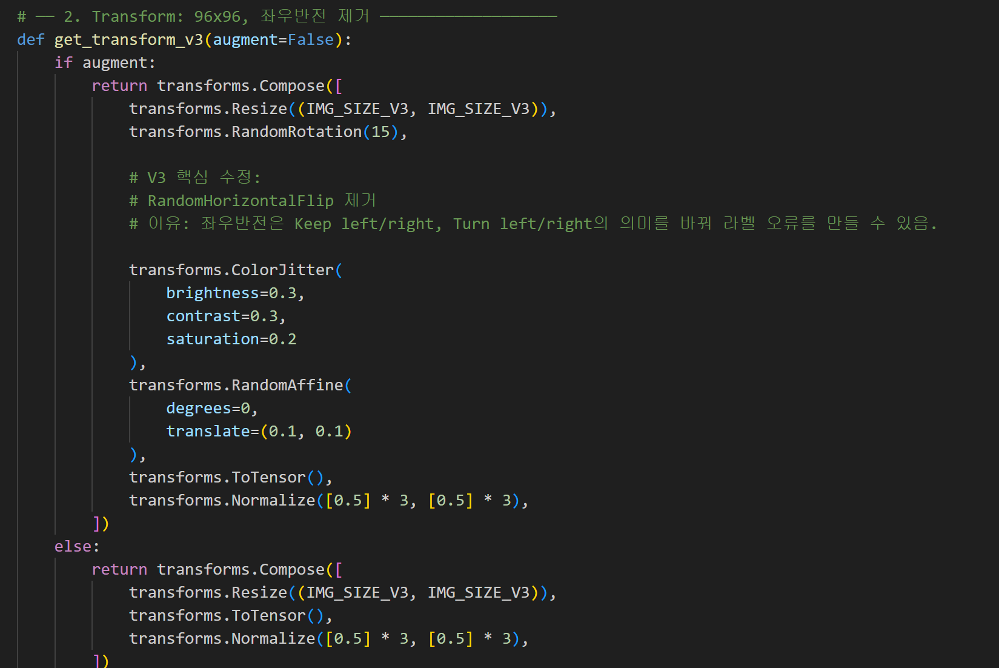 # ── 2. Transform: 96x96, 좌우반전 제거 ───────────────────
def get_transform_v3(augment=False):
    if augment:
        return transforms.Compose([
            transforms.Resize((IMG_SIZE_V3, IMG_SIZE_V3)),
            transforms.RandomRotation(15),
            # V3 핵심 수정:
            # RandomHorizontalFlip 제거
            # 이유: 좌우반전은 Keep left/right, Turn left/right의 의미를 바꿔 라벨 오류를 만들 수 있음.
            transforms.ColorJitter(
                brightness=0.3,
                contrast=0.3,
                saturation=0.2
            ),
            transforms.RandomAffine(
                degrees=0,
                translate=(0.1, 0.1)
            ),
            transforms.ToTensor(),
            transforms.Normalize([0.5] * 3, [0.5] * 3),
        ])
    else:
        return transforms.Compose([
            transforms.Resize((IMG_SIZE_V3, IMG_SIZE_V3)),
            transforms.ToTensor(),
            transforms.Normalize([0.5] * 3, [0.5] * 3),
        ])